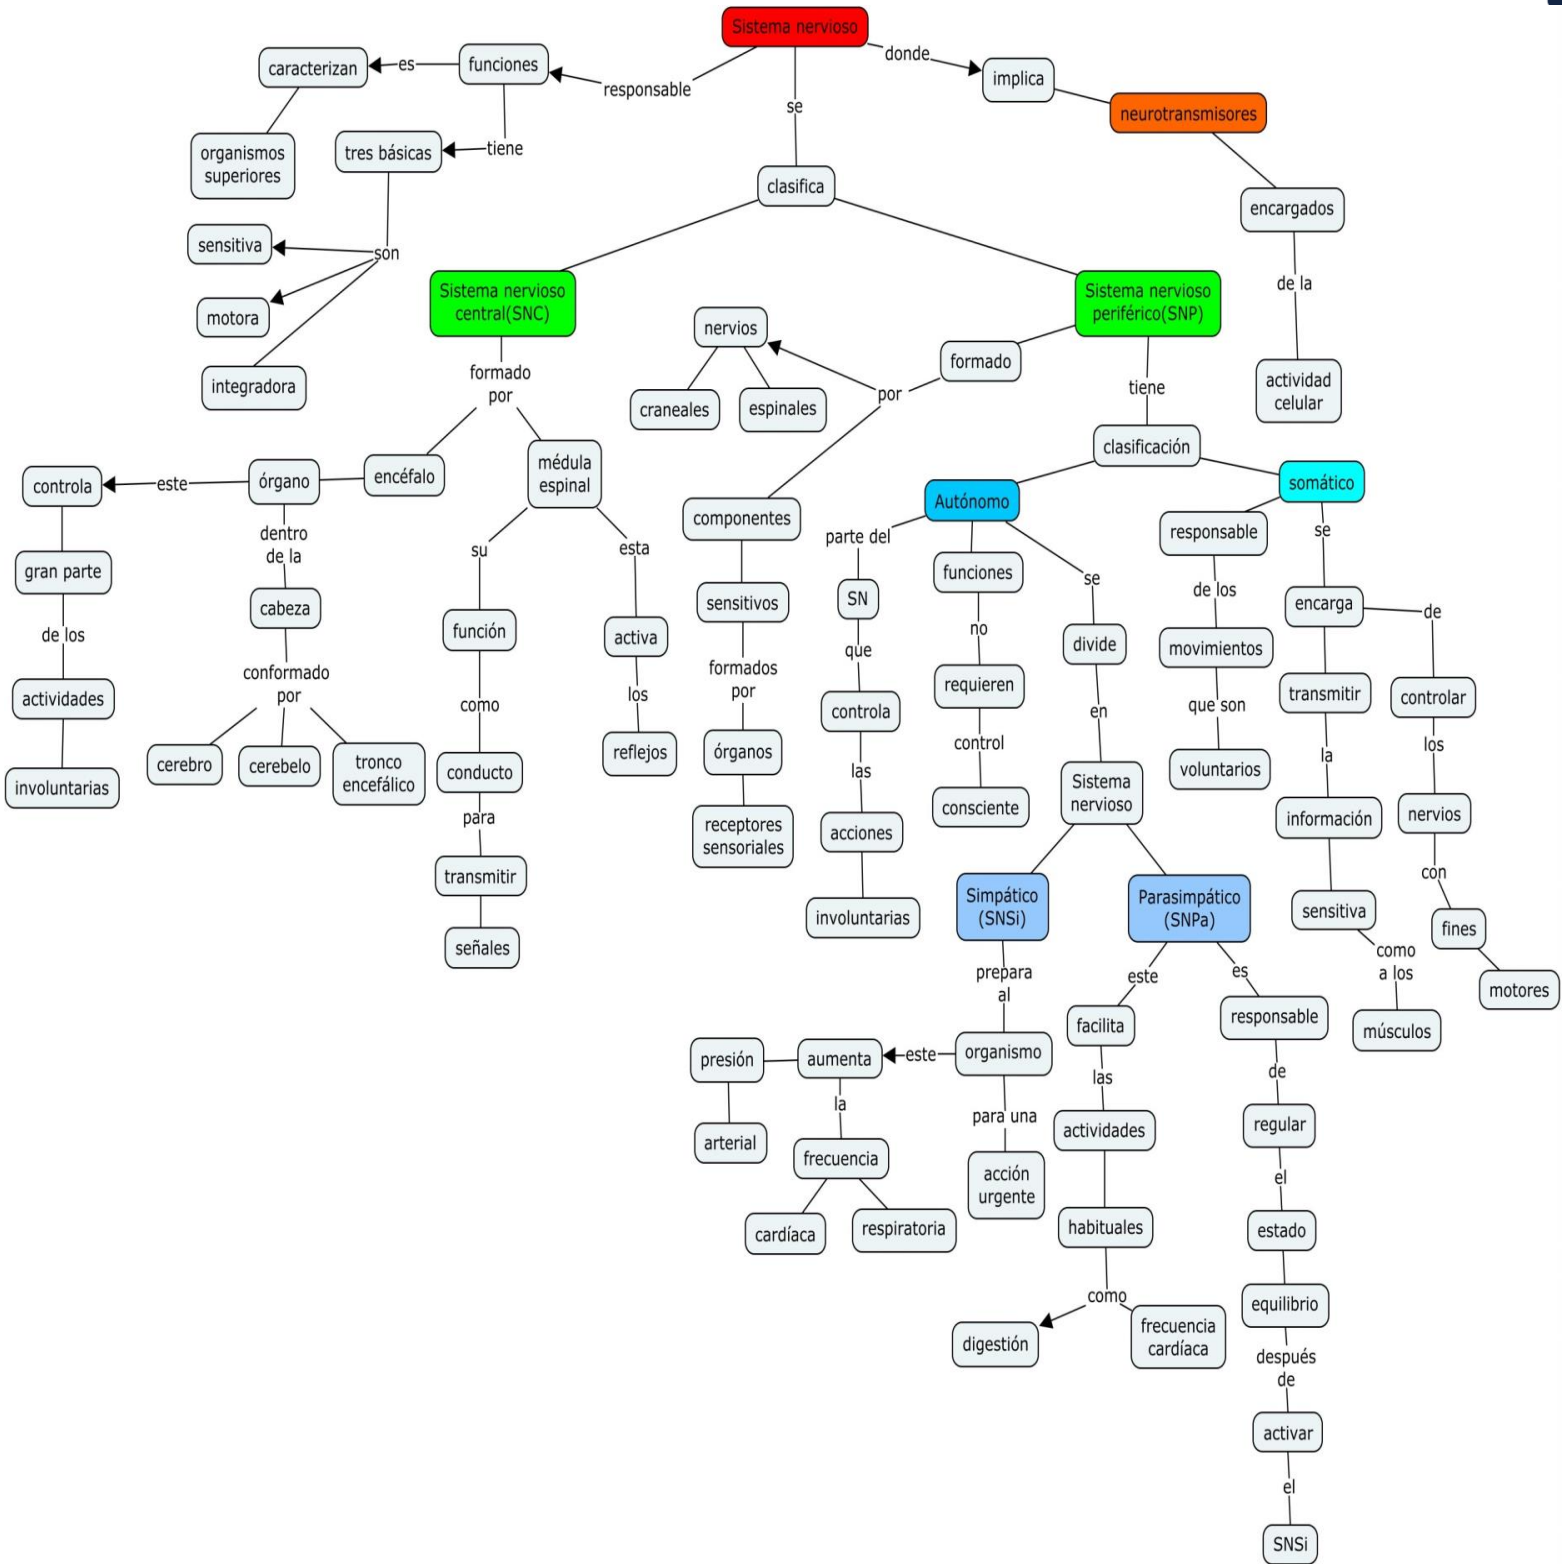 Sistema nervioso
donde
implica
neurotransmisores
encargados
de la
actividad
celular
responsable
funciones
es
caracterizan
organismos
superiores
tiene
tres básicas
son
sensitiva
motora
integradora
se
clasifica
Sistema nervioso
central(SNC)
formado
por
encéfalo
órgano
este
controla
gran parte
de los
actividades
involuntarias
dentro
de la
cabeza
conformado
por
cerebro
cerebelo
tronco
encefálico
médula
espinal
su
función
como
conducto
para
transmitir
señales
esta
activa
los
reflejos
Sistema nervioso
periférico(SNP)
formado
por
nervios
craneales
espinales
componentes
sensitivos
formados
por
órganos
receptores
sensoriales
tiene
clasificación
Autónomo
parte del
SN
que
controla
las
acciones
involuntarias
funciones
no
requieren
control
consciente
se
divide
en
Sistema
nervioso
Simpático
(SNSi)
prepara
al
organismo
este
aumenta
presión
arterial
la
frecuencia
cardíaca
respiratoria
para una
acción
urgente
Parasimpático
(SNPa)
este
facilita
las
actividades
habituales
como
digestión
frecuencia
cardíaca
es
responsable
de
regular
el
estado
equilibrio
después
de
activar
el
SNSi
somático
responsable
de los
movimientos
que son
voluntarios
se
encarga
transmitir
la
información
sensitiva
como
a los
músculos
de
controlar
los
nervios
con
fines
motores